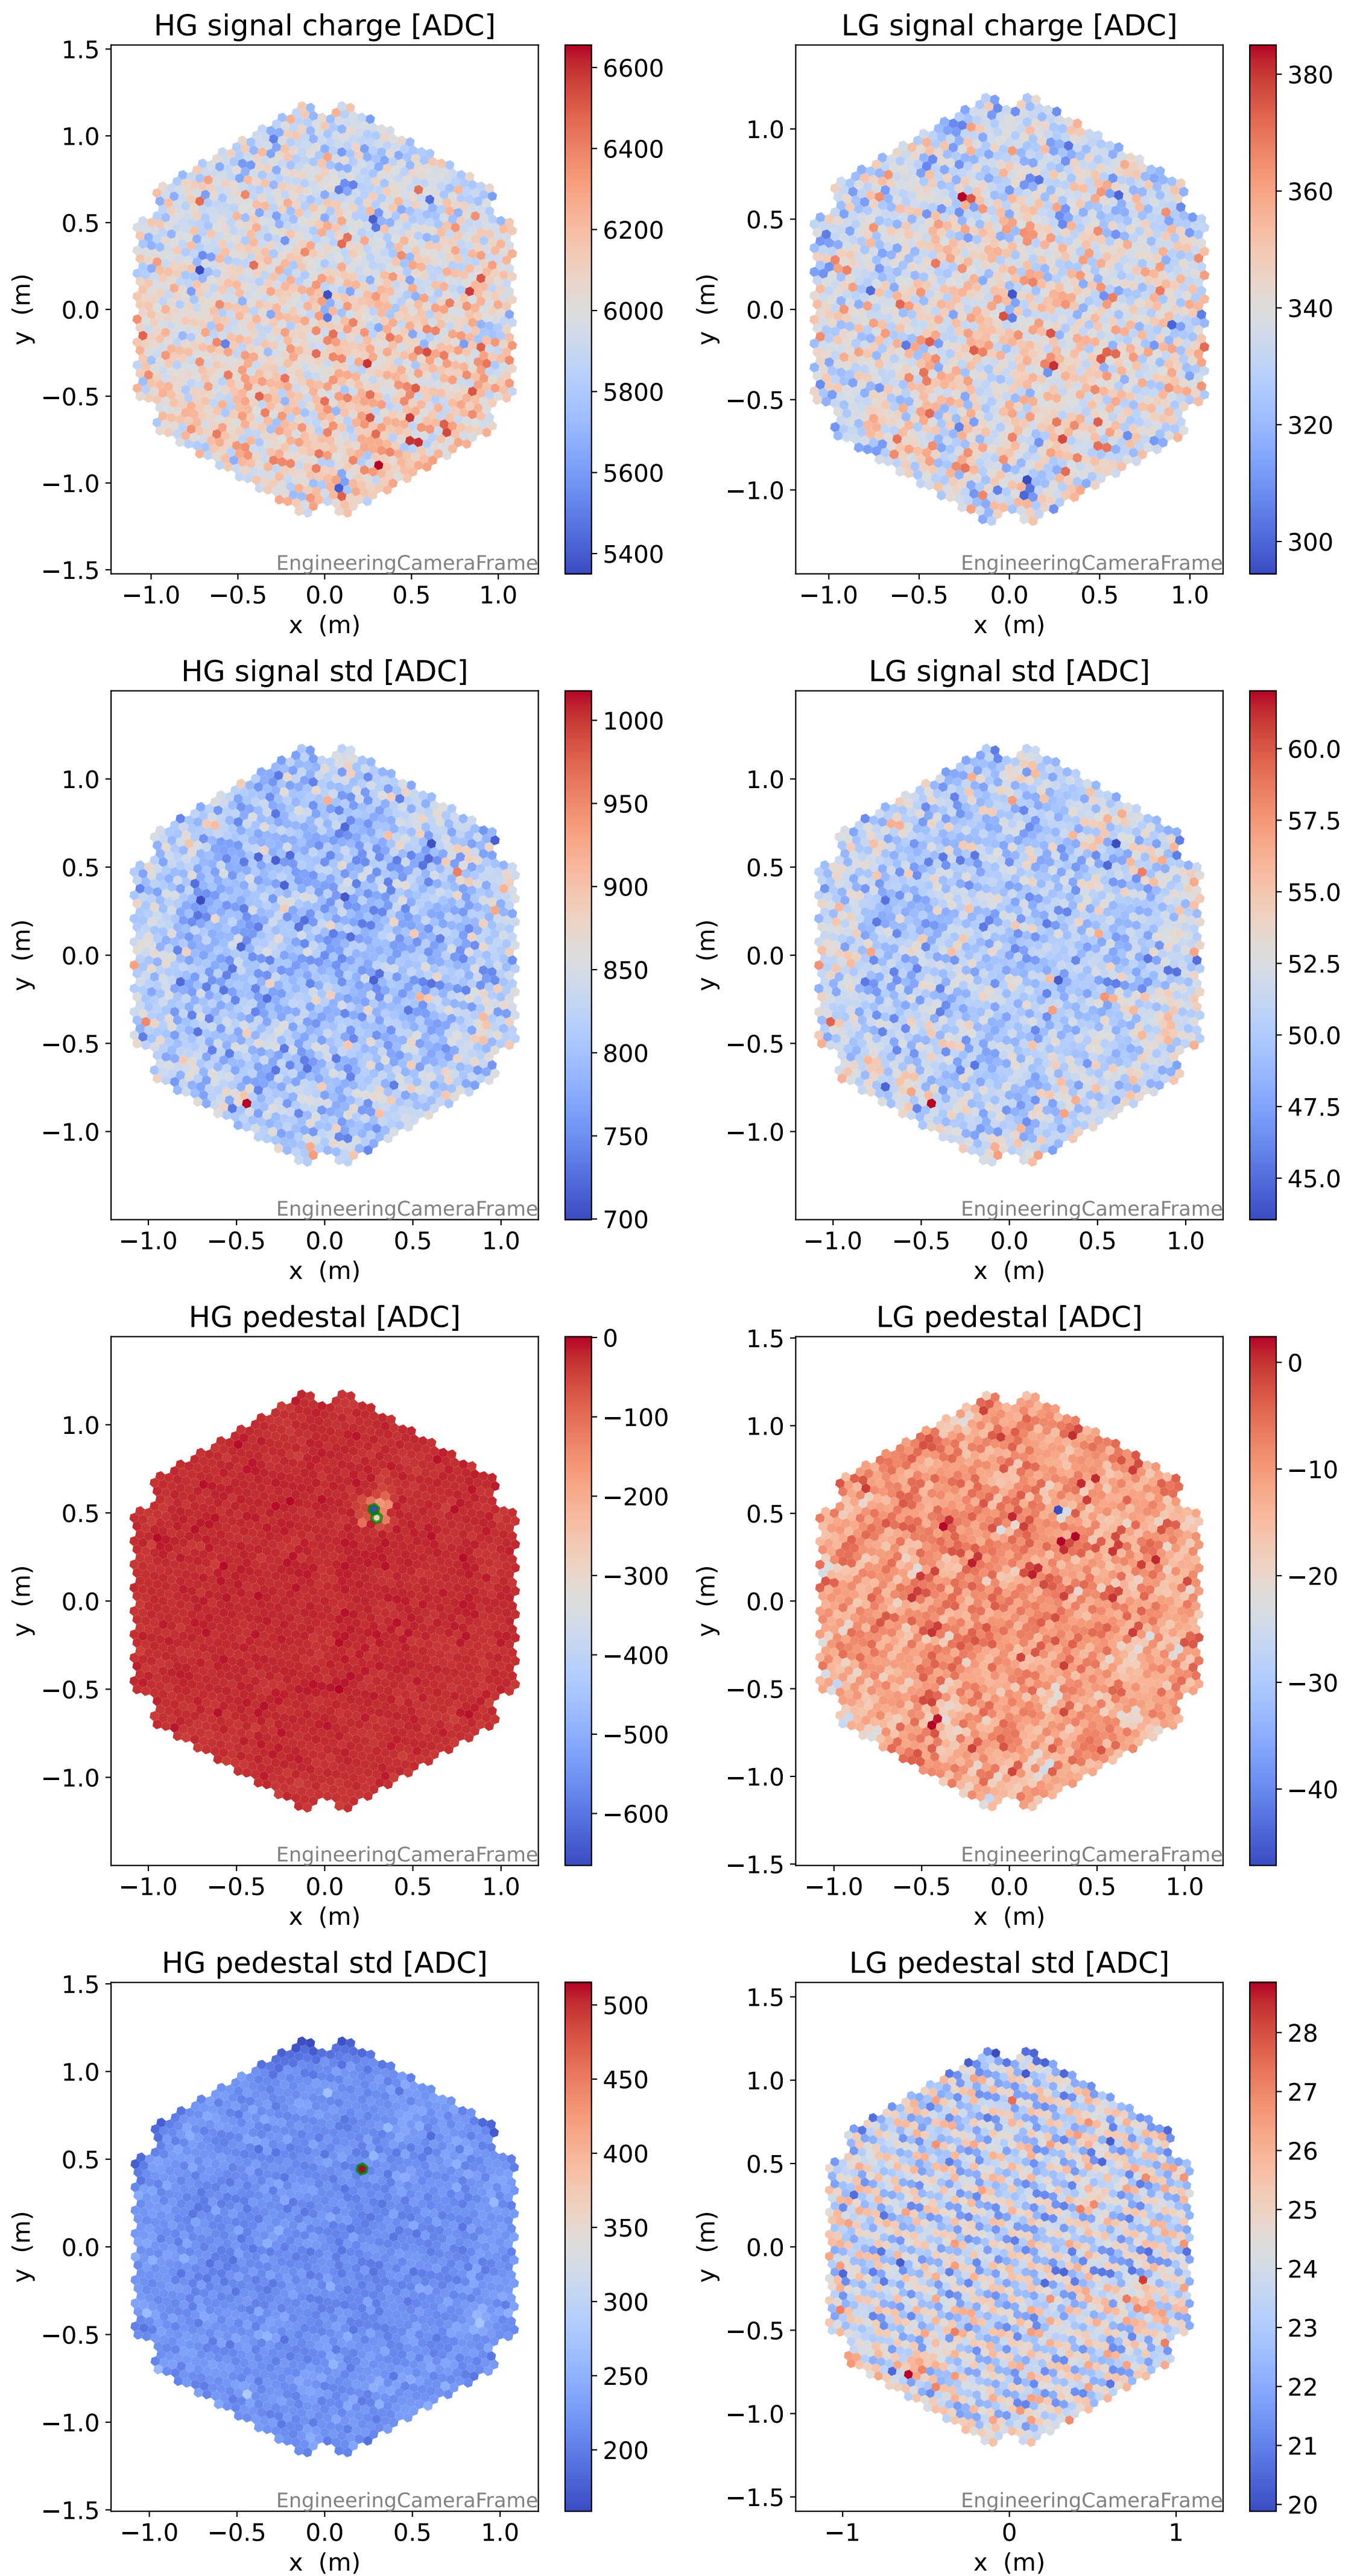 HG signal charge [ADC]
1.5
1.0
0.5
0.0
−0.5
−1.0
−1.5
y (m)
−1.0 −0.5 0.0 0.5 1.0
x (m)
EngineeringCameraFrame
6600
6400
6200
6000
5800
5600
5400
LG signal charge [ADC]
1.0
0.5
0.0
−0.5
−1.0
y (m)
−1.0 −0.5 0.0 0.5 1.0
x (m)
EngineeringCameraFrame
380
360
340
320
300
HG signal std [ADC]
1.0
0.5
0.0
−0.5
−1.0
y (m)
−1.0 −0.5 0.0 0.5 1.0
x (m)
EngineeringCameraFrame
1000
950
900
850
800
750
700
LG signal std [ADC]
1.0
0.5
0.0
−0.5
−1.0
y (m)
−1.0 −0.5 0.0 0.5 1.0
x (m)
EngineeringCameraFrame
60.0
57.5
55.0
52.5
50.0
47.5
45.0
HG pedestal [ADC]
1.0
0.5
0.0
−0.5
−1.0
y (m)
−1.0 −0.5 0.0 0.5 1.0
x (m)
EngineeringCameraFrame
0
−100
−200
−300
−400
−500
−600
LG pedestal [ADC]
1.5
1.0
0.5
0.0
−0.5
−1.0
−1.5
y (m)
−1.0 −0.5 0.0 0.5 1.0
x (m)
EngineeringCameraFrame
0
−10
−20
−30
−40
HG pedestal std [ADC]
1.5
1.0
0.5
0.0
−0.5
−1.0
−1.5
y (m)
−1.0 −0.5 0.0 0.5 1.0
x (m)
EngineeringCameraFrame
500
450
400
350
300
250
200
LG pedestal std [ADC]
1.5
1.0
0.5
0.0
−0.5
−1.0
−1.5
y (m)
−1 0 1
x (m)
EngineeringCameraFrame
28
27
26
25
24
23
22
21
20